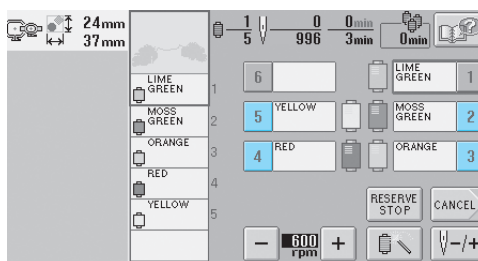 24mm
37mm
1
5
0
996
0min
3min
0min
LIME
GREEN
1
MOSS
GREEN
2
ORANGE
3
RED
4
YELLOW
5
6
LIME
GREEN
1
5
YELLOW
MOSS
GREEN
2
4
RED
ORANGE
3
RESERVE
STOP
CANCEL
-
600
rpm
+
-/+